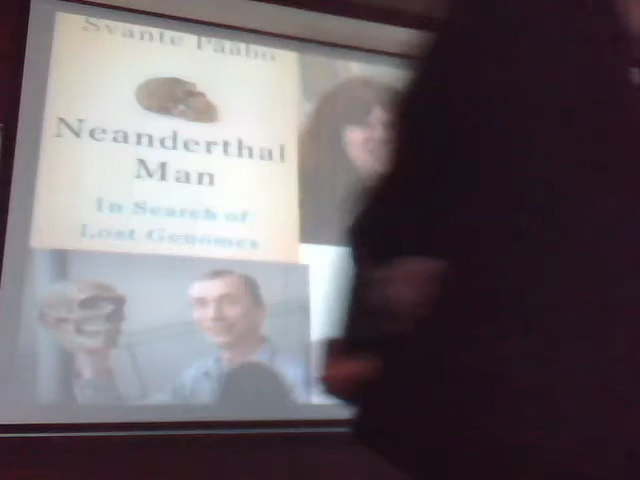 Svante Pääbo
Neanderthal
Man
In Search of
Lost Genomes